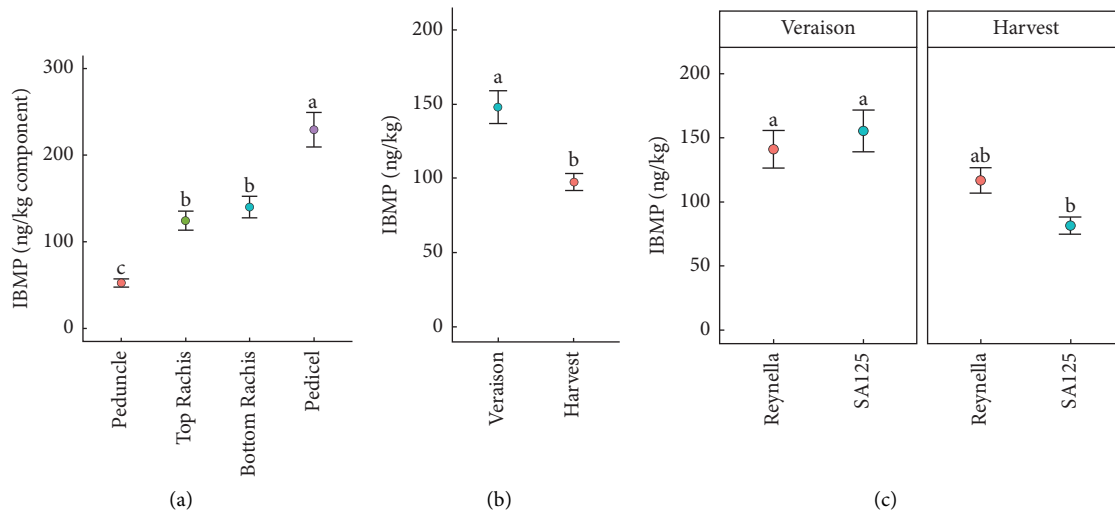 IBMP (ng/kg component)
300
200
100
0
a
b
b
c
Peduncle
Top Rachis
Bottom Rachis
Pedicel
(a)
IBMP (ng/kg)
200
150
100
50
0
a
b
Veraison
Harvest
(b)
Veraison
Harvest
IBMP (ng/kg)
200
150
100
50
0
a
a
ab
b
Reynella
SA125
Reynella
SA125
(c)